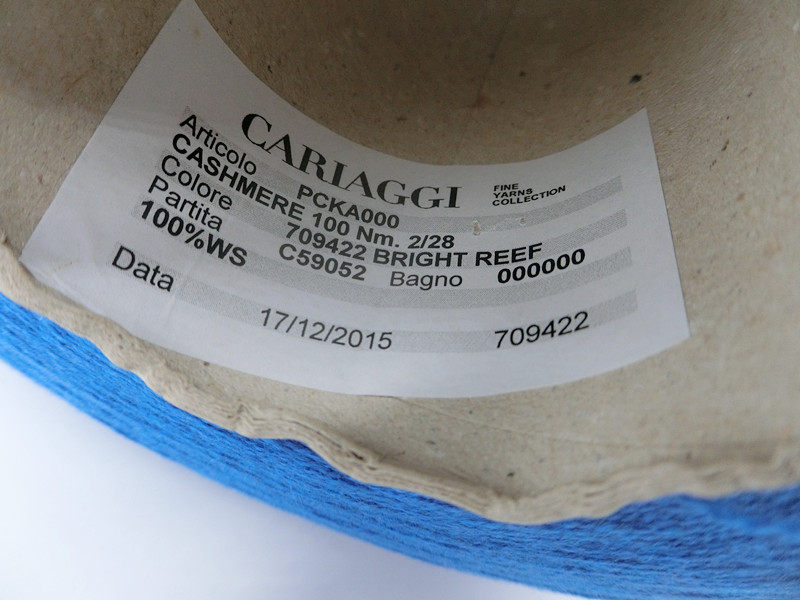 CARIAGGI FINE YARNS COLLECTION
Articolo PCKA000
CASHMERE 100 Nm. 2/28
Colore 709422 BRIGHT REEF
Partita C59052 Bagno 000000
100%WS
Data 17/12/2015 709422